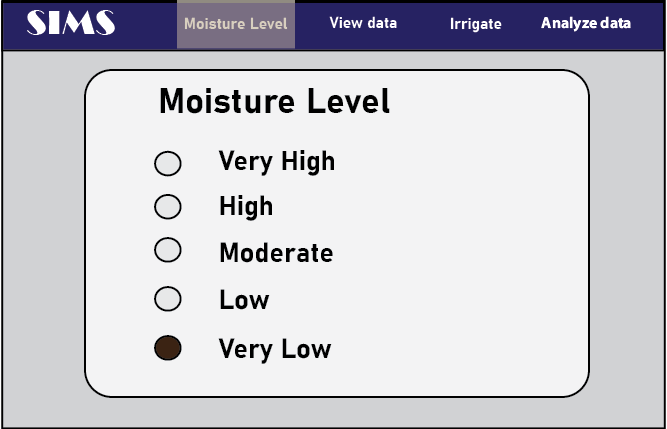 SIMS Moisture Level View data Irrigate Analyze data
Moisture Level
Very High
High
Moderate
Low
Very Low